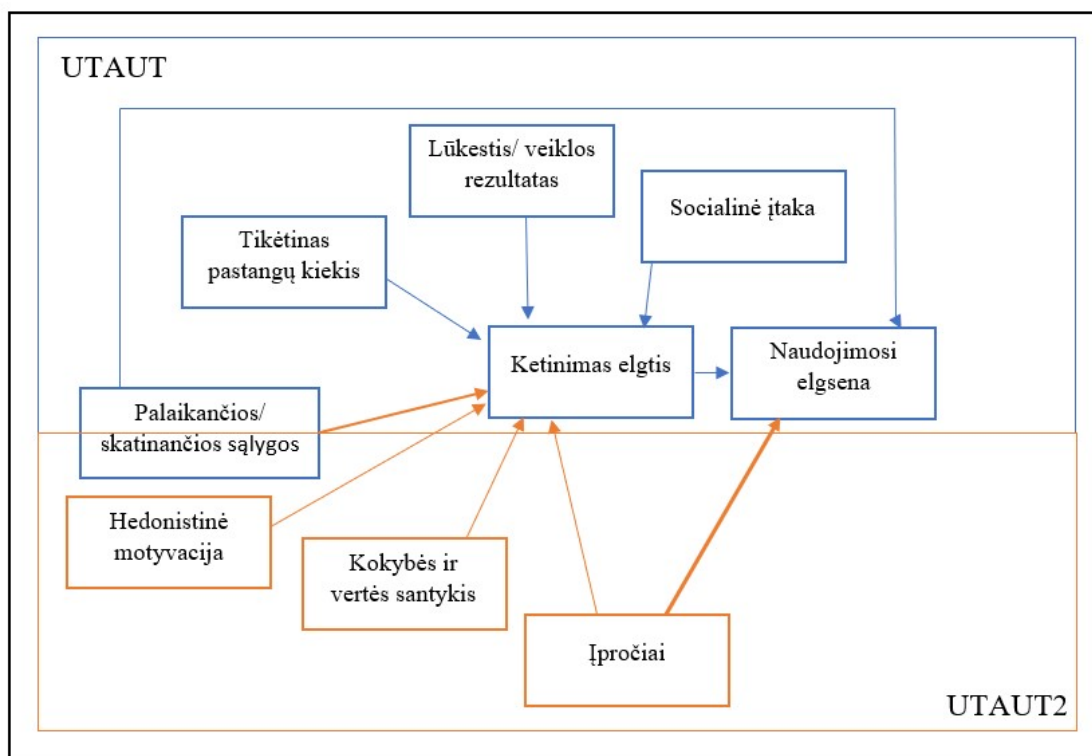 UTAUT
Lūkestis/ veiklos
rezultatas
Socialinė įtaka
Tikėtinas
pastangų kiekis
Ketinimas elgtis
Naudojimosi
elgsena
Palaikančios/
skatinančios sąlygos
Hedonistinė
motyvacija
Kokybės ir
vertės santykis
Įpročiai
UTAUT2